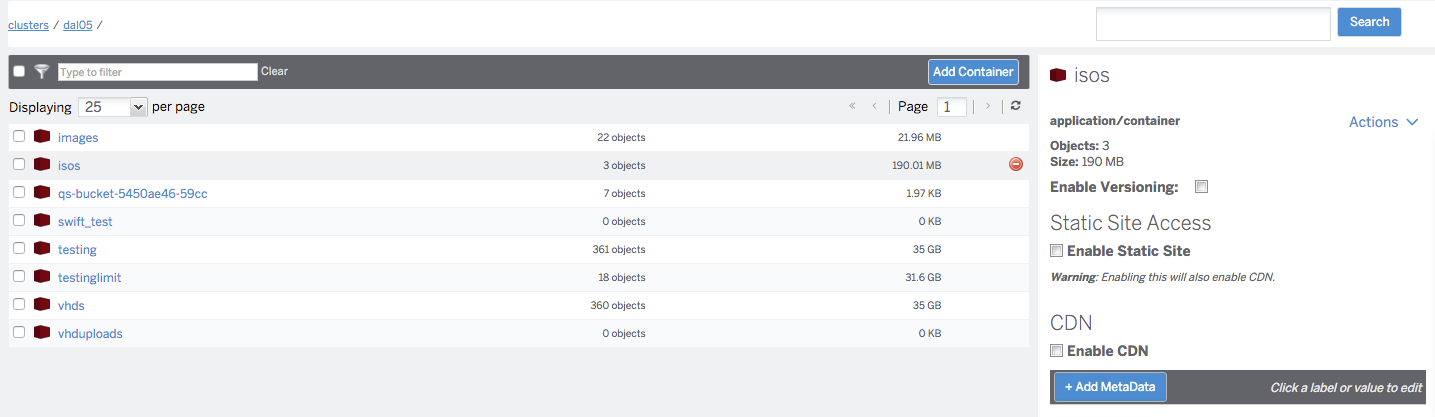 clusters / dal05 /
Search
Type to filter Clear Add Container
Displaying 25 per page « ‹ | Page 1 | ›
images 22 objects 21.96 MB
isos 3 objects 190.01 MB
qs-bucket-5450ae46-59cc 7 objects 1.97 KB
swift_test 0 objects 0 KB
testing 361 objects 35 GB
testinglimit 18 objects 31.6 GB
vhds 360 objects 35 GB
vhduploads 0 objects 0 KB
isos
application/container Actions
Objects: 3
Size: 190 MB
Enable Versioning:
Static Site Access
Enable Static Site
Warning: Enabling this will also enable CDN.
CDN
Enable CDN
+ Add MetaData Click a label or value to edit